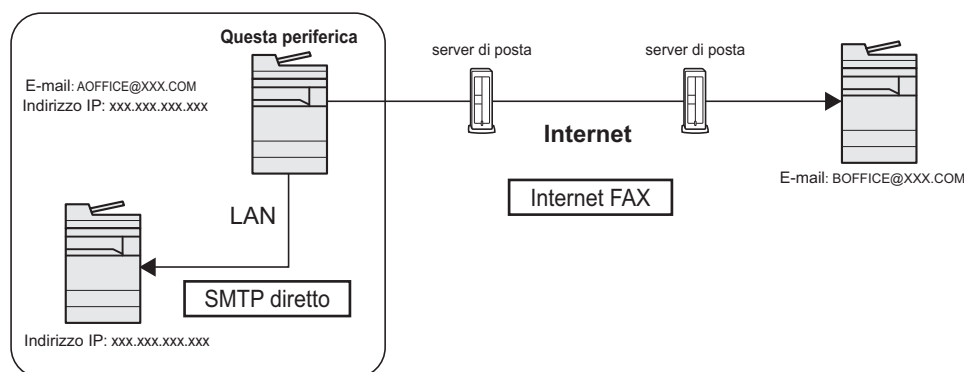 Questa periferica
E-mail: AOFFICE@XXX.COM
Indirizzo IP: xxx.xxx.xxx.xxx
server di posta
server di posta
Internet
Internet FAX
E-mail: BOFFICE@XXX.COM
LAN
SMTP diretto
Indirizzo IP: xxx.xxx.xxx.xxx